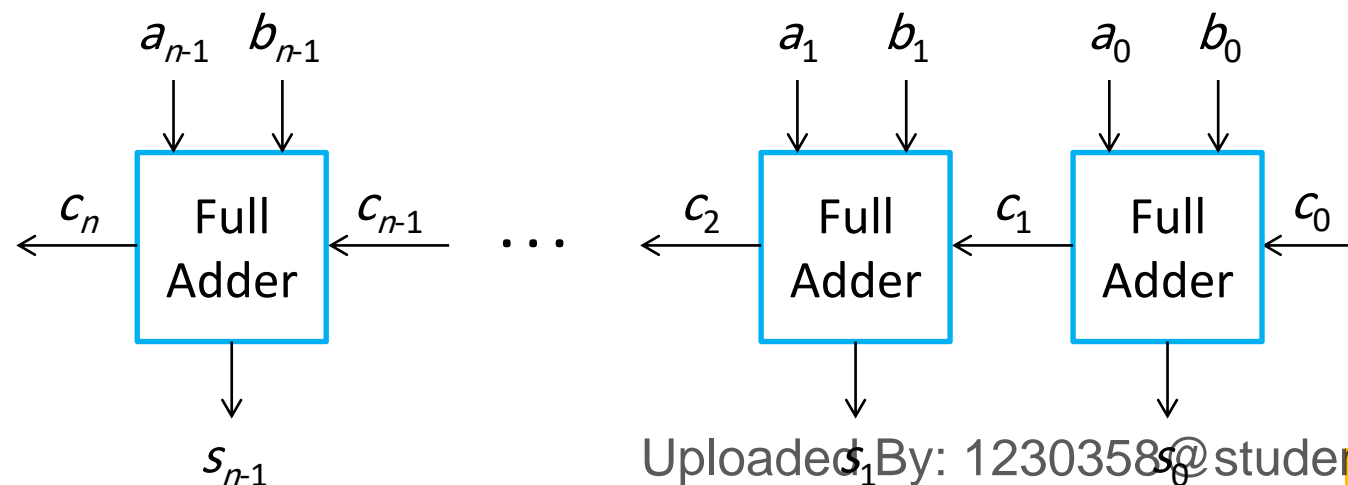 a_{n-1} b_{n-1} a_1 b_1 a_0 b_0
c_n Full Adder c_{n-1} ... c_2 Full Adder c_1 Full Adder c_0
s_{n-1} s_1 s_0
Uploaded By: 1230358@studen